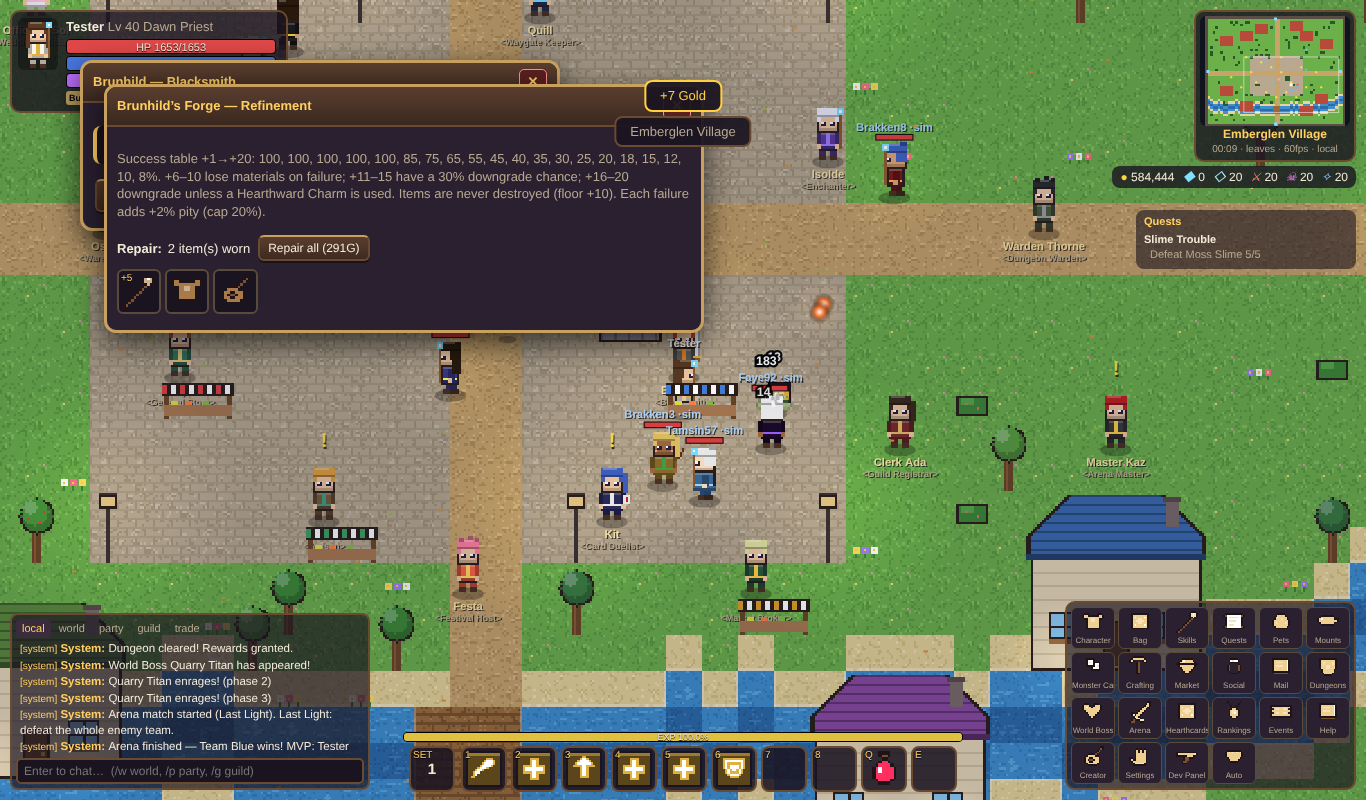 Tester Lv 40 Dawn Priest
HP 1653/1653
Quill
<Waygate Keeper>
Brunhild — Blacksmith
×
Brunhild's Forge — Refinement
+7 Gold
Emberglen Village
Success table +1→+20: 100, 100, 100, 100, 100, 85, 75, 65, 55, 45, 40, 35, 30, 25, 20, 18, 15, 12,
10, 8%. +6-10 lose materials on failure; +11-15 have a 30% downgrade chance; +16-20
downgrade unless a Hearthward Charm is used. Items are never destroyed (floor +10). Each failure
adds +2% pity (cap 20%).
Repair: 2 item(s) worn
Repair all (291G)
+5
Brakken8 ·sim
Isolde
<Enchanter>
Warden Thorne
<Dungeon Warden>
Emberglen Village
00:09 · leaves · 60fps · local
584,444 0 20 20 20 20
Quests
Slime Trouble
Defeat Moss Slime 5/5
Tester
183
Faye92 ·sim
14
Brakken3 ·sim
Tamsin57 ·sim
Clerk Ada
<Guild Registrar>
Master Kaz
<Arena Master>
Kit
<Card Duelist>
Festa
<Festival Host>
local world party guild trade
[system] System: Dungeon cleared! Rewards granted.
[system] System: World Boss Quarry Titan has appeared!
[system] System: Quarry Titan enrages! (phase 2)
[system] System: Quarry Titan enrages! (phase 3)
[system] System: Arena match started (Last Light). Last Light:
defeat the whole enemy team.
[system] System: Arena finished — Team Blue wins! MVP: Tester
Enter to chat… (/w world, /p party, /g guild)
EXP 100.0%
SET
1
1 2 3 4 5 6 7 8 Q E
Character Bag Skills Quests Pets Mounts
Monster Ca Crafting Market Social Mail Dungeons
World Boss Arena Hearthcards Rankings Events Help
Creator Settings Dev Panel Auto